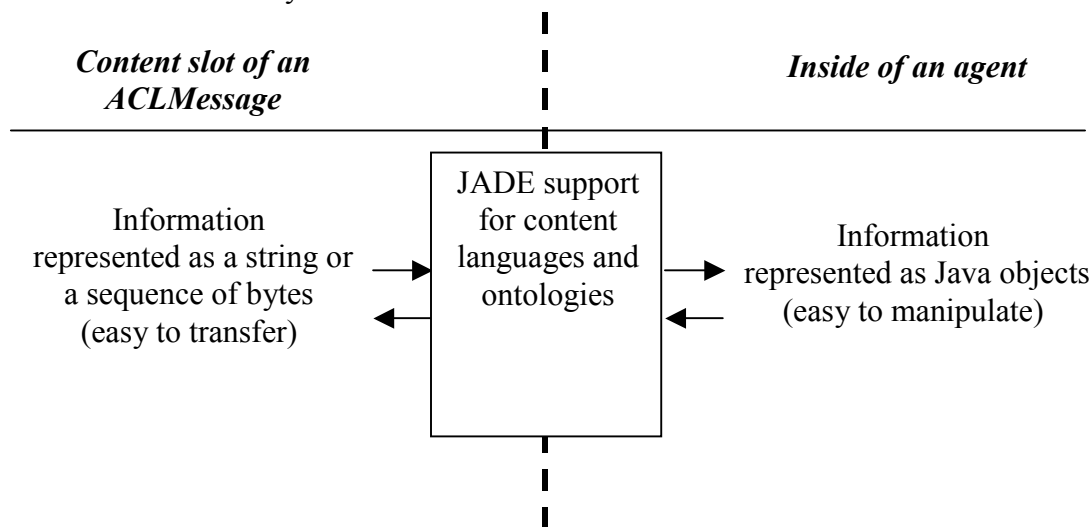 Content slot of an
ACLMessage
Inside of an agent
JADE support
for content
languages and
ontologies
Information
represented as a string or
a sequence of bytes
(easy to transfer)
Information
represented as Java objects
(easy to manipulate)